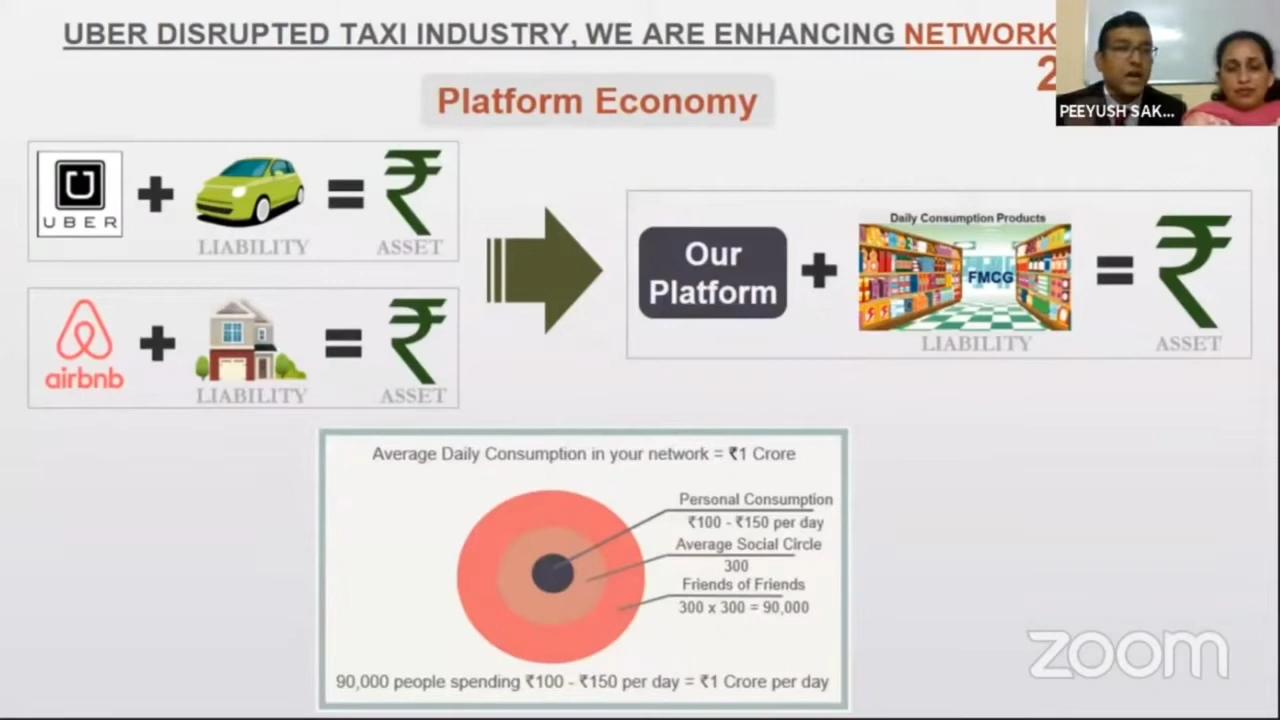 UBER DISRUPTED TAXI INDUSTRY, WE ARE ENHANCING NETWORK
2
PEEYUSH SAK...
Platform Economy
UBER
LIABILITY
ASSET
airbnb
LIABILITY
ASSET
Our
Platform
Daily Consumption Products
FMCG
LIABILITY
ASSET
₹
₹
₹
Average Daily Consumption in your network = ₹1 Crore
Personal Consumption
₹100 - ₹150 per day
Average Social Circle
300
Friends of Friends
300 x 300 = 90,000
90,000 people spending ₹100 - ₹150 per day = ₹1 Crore per day
zoom